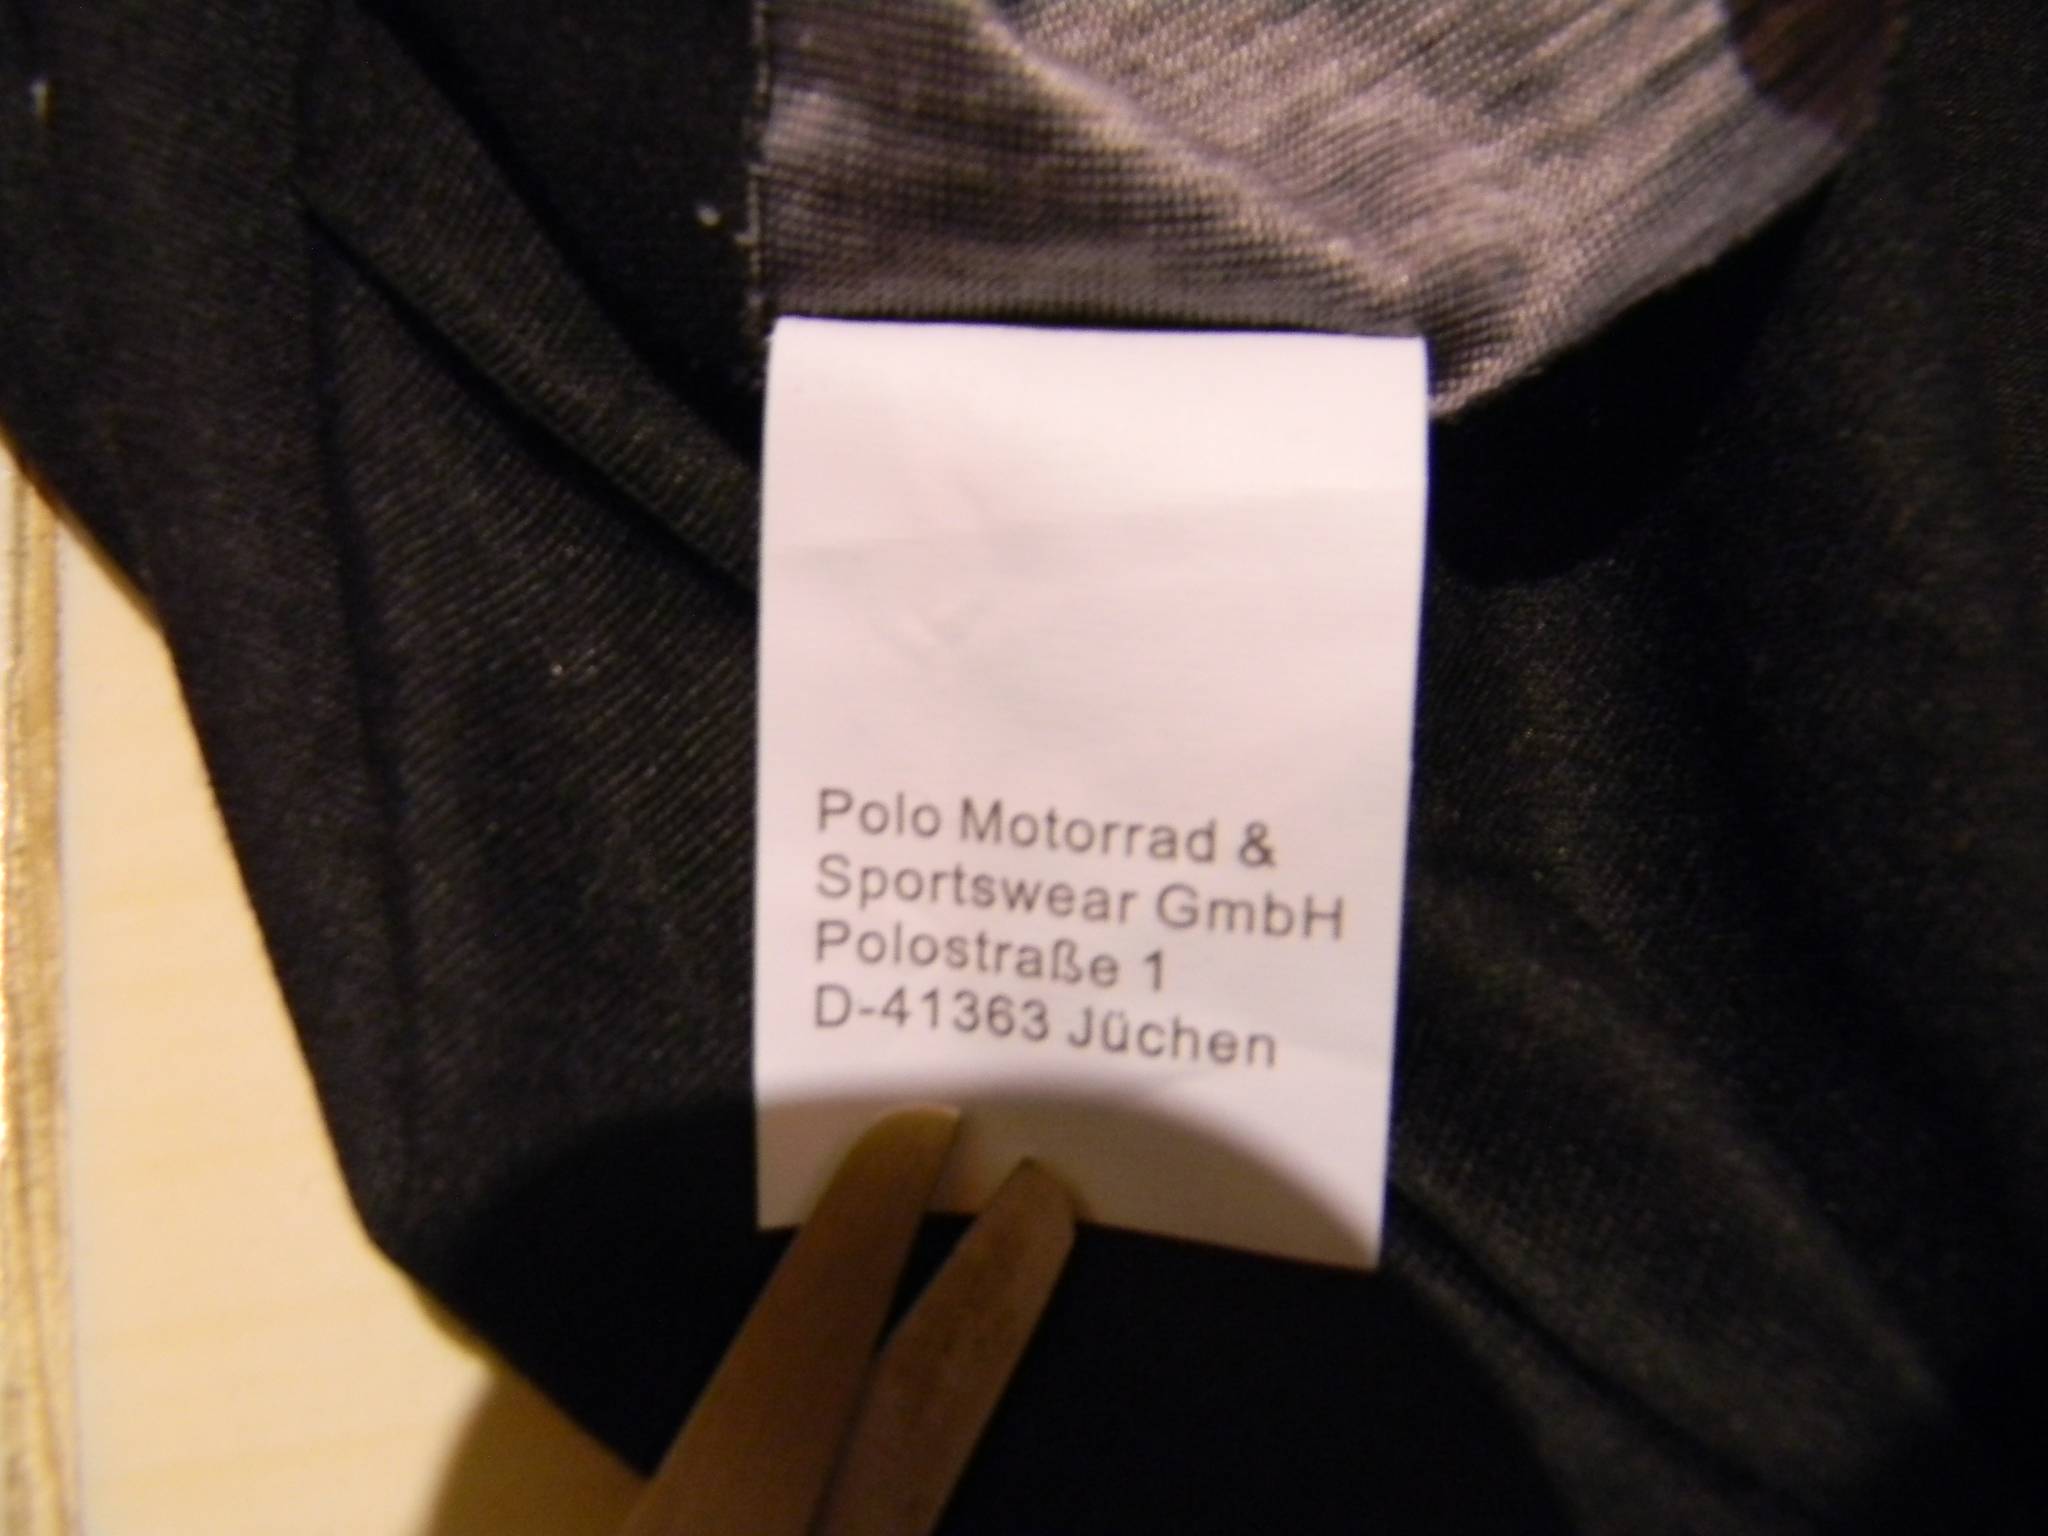 Polo Motorrad &
Sportswear GmbH
Polostraße 1
D-41363 Jüchen